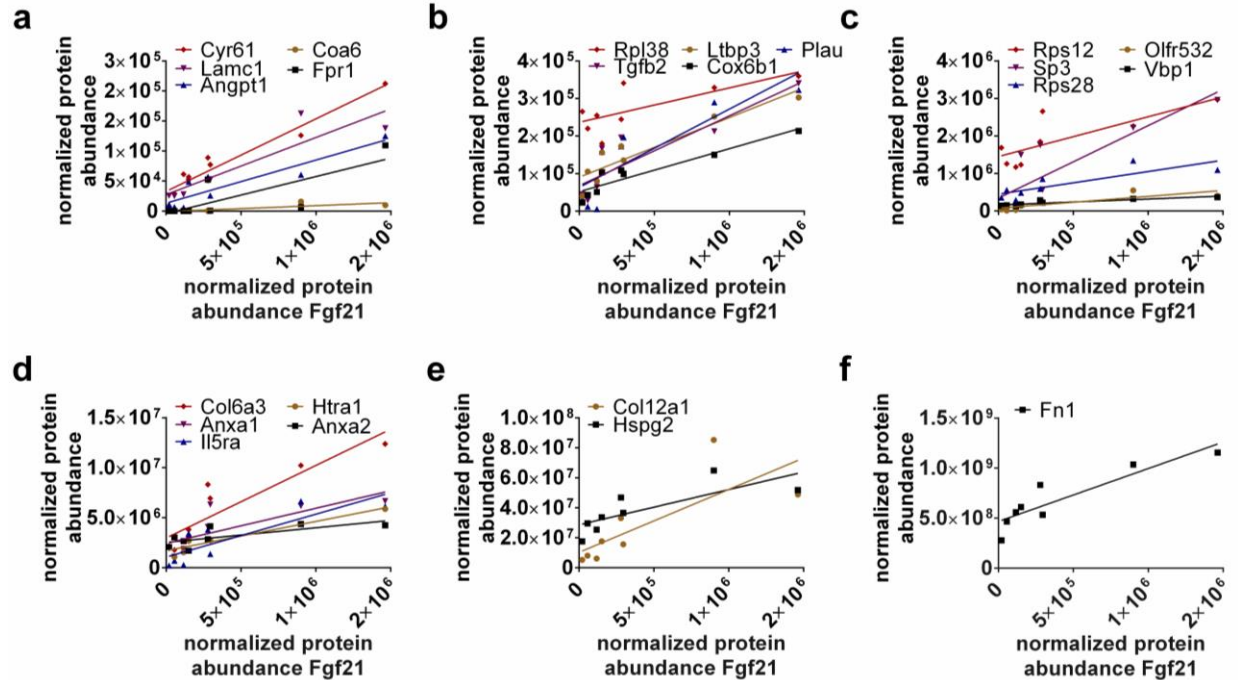 a
normalized protein
abundance
Cyr61 Coa6
Lamc1 Fpr1
Angpt1
3×10⁵
2×10⁵
2×10⁵
1×10⁵
5×10⁴
0
0 5×10⁵ 1×10⁶ 2×10⁶
normalized protein
abundance Fgf21
b
normalized protein
abundance
Rpl38 Ltbp3 Plau
Tgfb2 Cox6b1
4×10⁵
3×10⁵
2×10⁵
1×10⁵
0
0 5×10⁵ 1×10⁶ 2×10⁶
normalized protein
abundance Fgf21
c
normalized protein
abundance
Rps12 Olfr532
Sp3 Vbp1
Rps28
4×10⁶
3×10⁶
2×10⁶
1×10⁶
0
0 5×10⁵ 1×10⁶ 2×10⁶
normalized protein
abundance Fgf21
d
normalized protein
abundance
Col6a3 Htra1
Anxa1 Anxa2
Il5ra
1.5×10⁷
1.0×10⁷
5.0×10⁶
0
0 5×10⁵ 1×10⁶ 2×10⁶
normalized protein
abundance Fgf21
e
normalized protein
abundance
Col12a1
Hspg2
1.0×10⁸
8.0×10⁷
6.0×10⁷
4.0×10⁷
2.0×10⁷
0
0 5×10⁵ 1×10⁶ 2×10⁶
normalized protein
abundance Fgf21
f
normalized protein
abundance
Fn1
1.5×10⁹
1.0×10⁹
5.0×10⁸
0
0 5×10⁵ 1×10⁶ 2×10⁶
normalized protein
abundance Fgf21